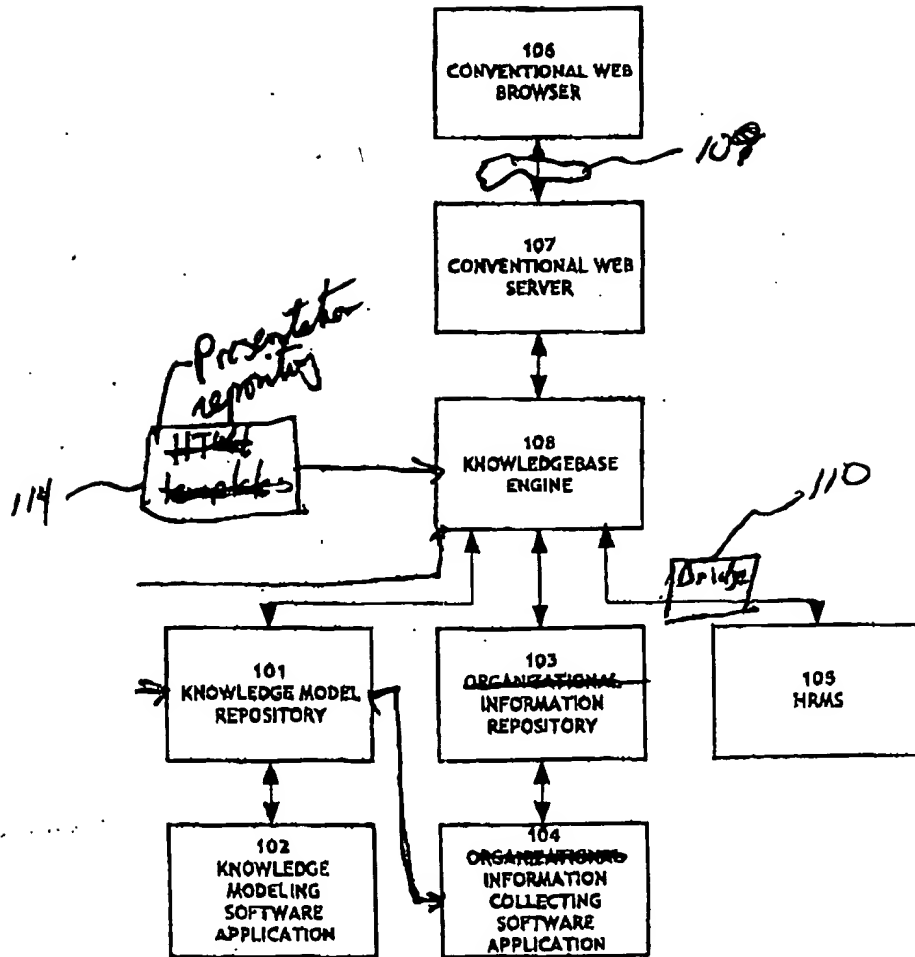 106
CONVENTIONAL WEB
BROWSER
107
CONVENTIONAL WEB
SERVER
Presentation
repository
HTML
templates
114
108
KNOWLEDGEBASE
ENGINE
110
Bridge
101
KNOWLEDGE MODEL
REPOSITORY
103
ORGANIZATIONAL
INFORMATION
REPOSITORY
105
HRMS
102
KNOWLEDGE
MODELING
SOFTWARE
APPLICATION
104
ORGANIZATIONAL
INFORMATION
COLLECTING
SOFTWARE
APPLICATION